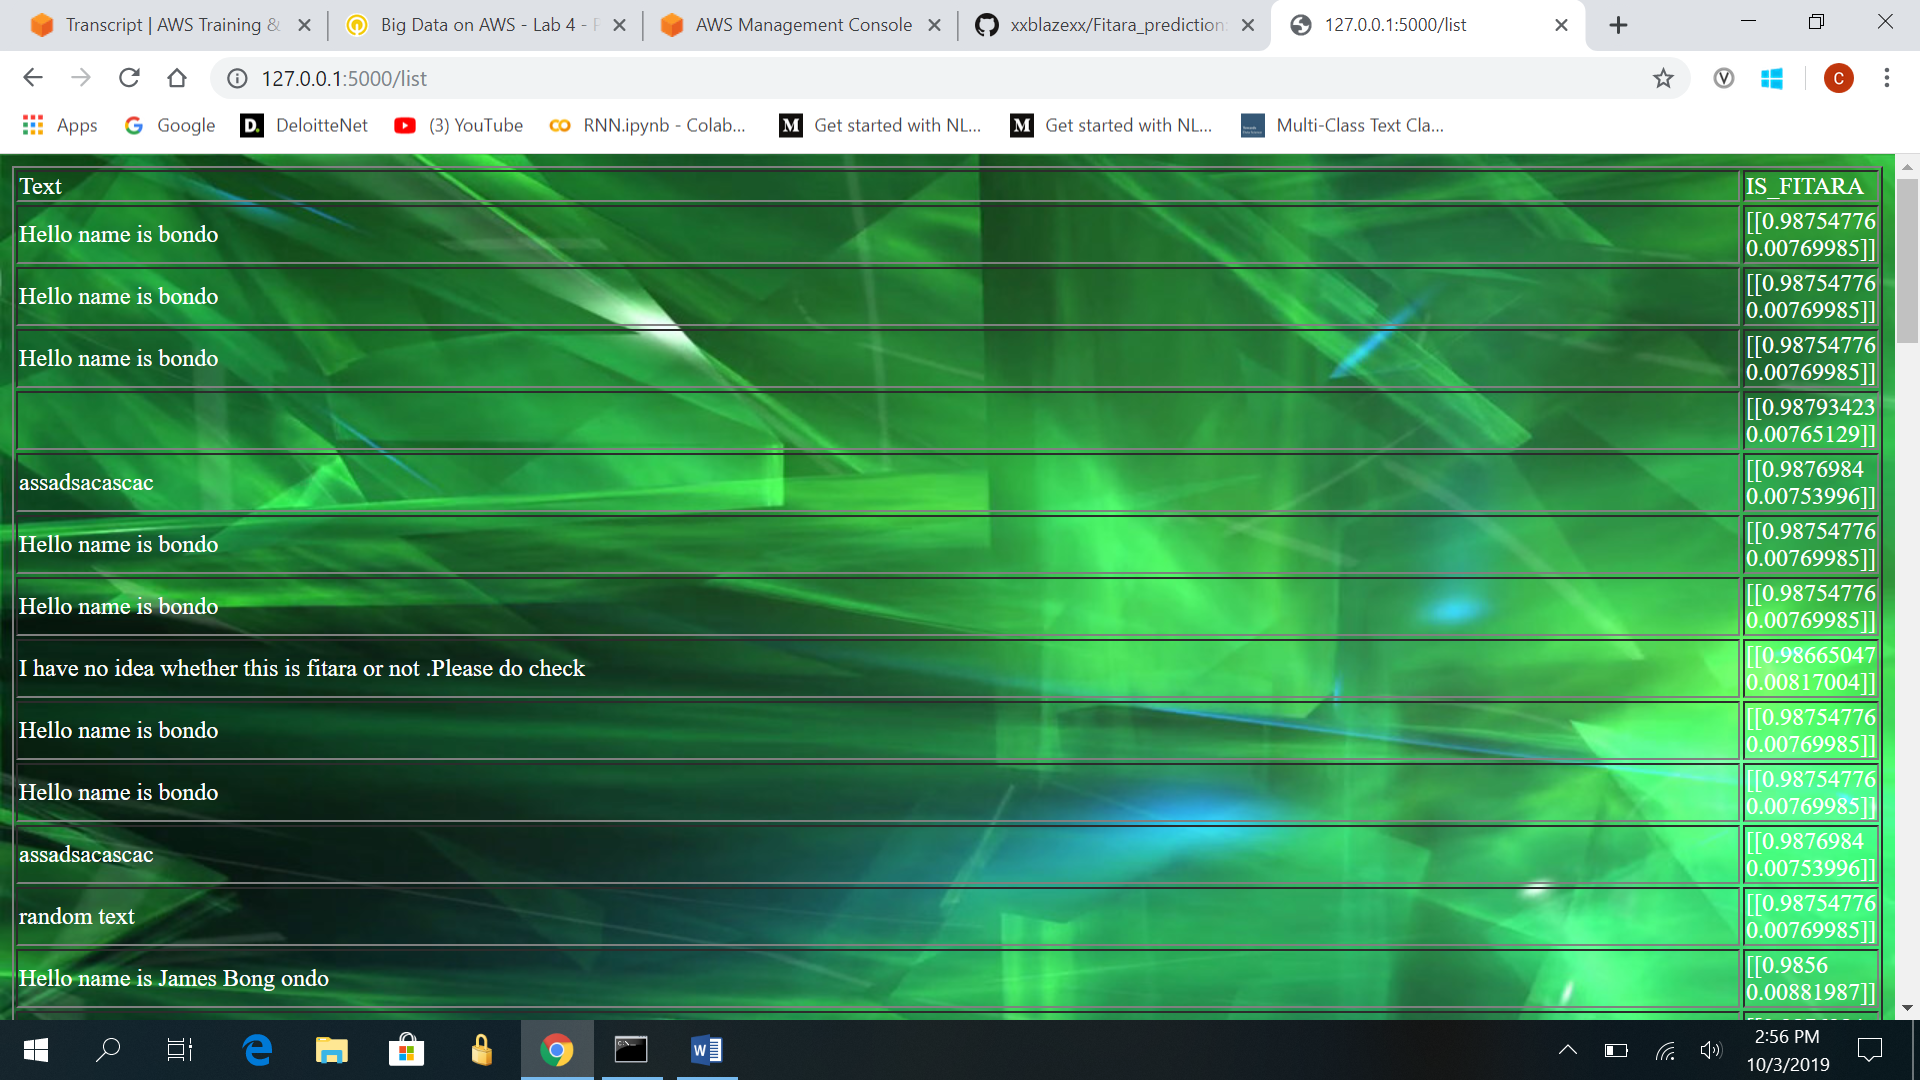 Transcript | AWS Training &
Big Data on AWS - Lab 4 - P
AWS Management Console
xxblazexx/Fitara_prediction
127.0.0.1:5000/list
127.0.0.1:5000/list
C
Apps
Google
D.
DeloitteNet
(3) YouTube
RNN.ipynb - Colab...
M
Get started with NL...
M
Get started with NL...
Multi-Class Text Cla...
Text
IS_FITARA
Hello name is bondo
[[0.98754776
0.00769985]]
Hello name is bondo
[[0.98754776
0.00769985]]
Hello name is bondo
[[0.98754776
0.00769985]]
[[0.98793423
0.00765129]]
assadsacascac
[[0.9876984
0.00753996]]
Hello name is bondo
[[0.98754776
0.00769985]]
Hello name is bondo
[[0.98754776
0.00769985]]
I have no idea whether this is fitara or not .Please do check
[[0.98665047
0.00817004]]
Hello name is bondo
[[0.98754776
0.00769985]]
Hello name is bondo
[[0.98754776
0.00769985]]
assadsacascac
[[0.9876984
0.00753996]]
random text
[[0.98754776
0.00769985]]
Hello name is James Bong ondo
[[0.9856
0.00881987]]
2:56 PM
10/3/2019